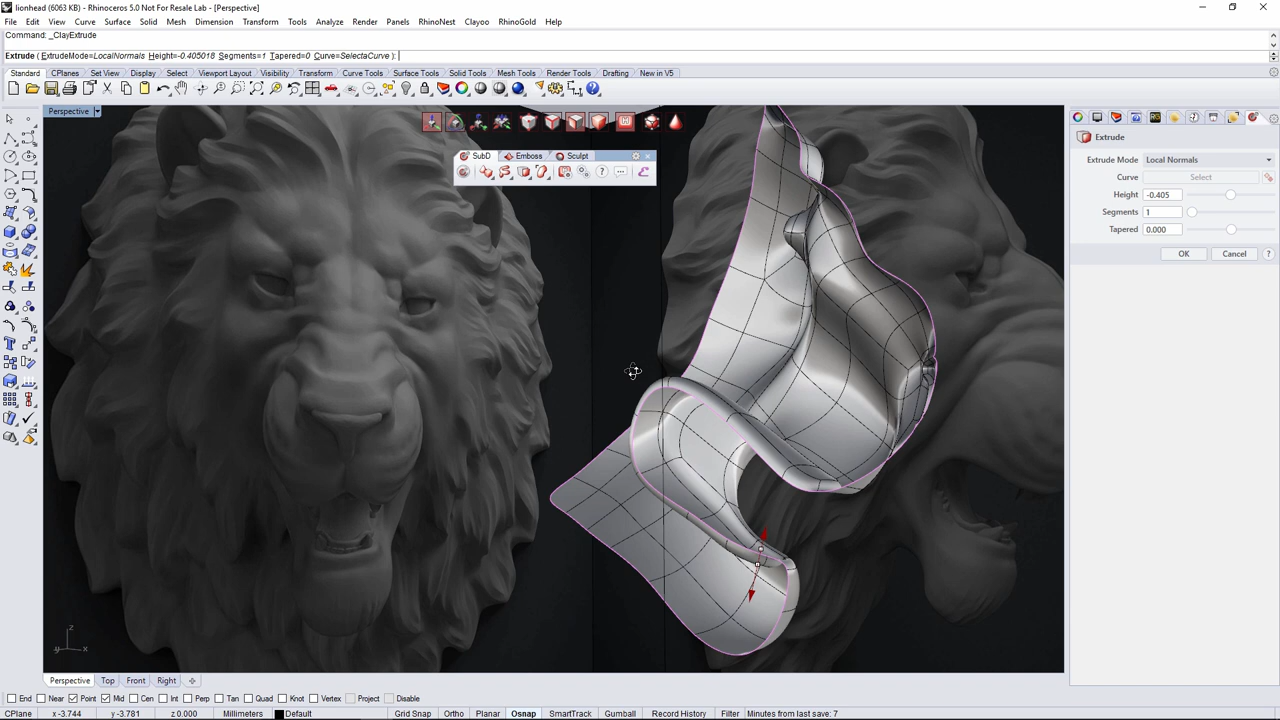 lionhead (6063 KB) - Rhinoceros 5.0 Not For Resale Lab - [Perspective]
File Edit View Curve Surface Solid Mesh Dimension Transform Tools Analyze Render Panels RhinoNest Clayoo RhinoGold Help
Command: _ClayExtrude
Extrude ( ExtrudeMode=LocalNormals Height=-0.405018 Segments=1 Tapered=0 Curve=SelectaCurve ):
Standard CPlanes Set View Display Select Viewport Layout Visibility Transform Curve Tools Surface Tools Solid Tools Mesh Tools Render Tools Drafting New in V5
Perspective
Extrude
SubD Emboss Sculpt
Extrude Mode Local Normals
Curve Select
Height -0.405
Segments 1
Tapered 0.000
OK Cancel ?
z
y x
Perspective Top Front Right
End Near Point Mid Cen Int Perp Tan Quad Knot Vertex Project Disable
CPlane x -3.744 y -3.781 z 0.000 Millimeters Default Grid Snap Ortho Planar Osnap SmartTrack Gumball Record History Filter Minutes from last save: 7